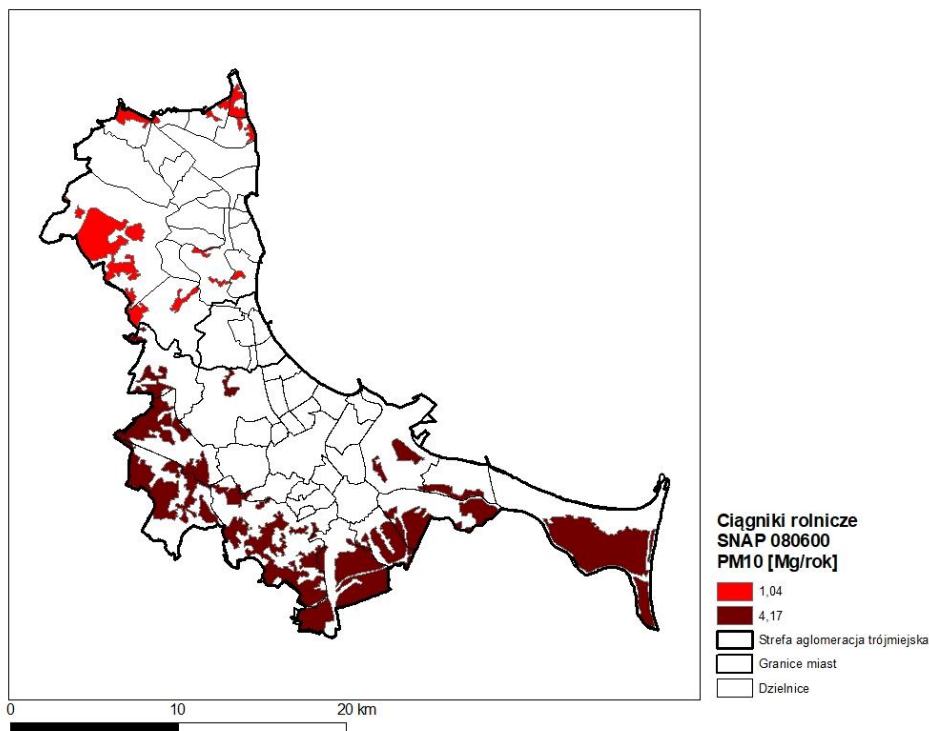 Ciągniki rolnicze
SNAP 080600
PM10 [Mg/rok]
1,04
4,17
Strefa aglomeracja trójmiejska
Granice miast
Dzielnice
0 10 20 km